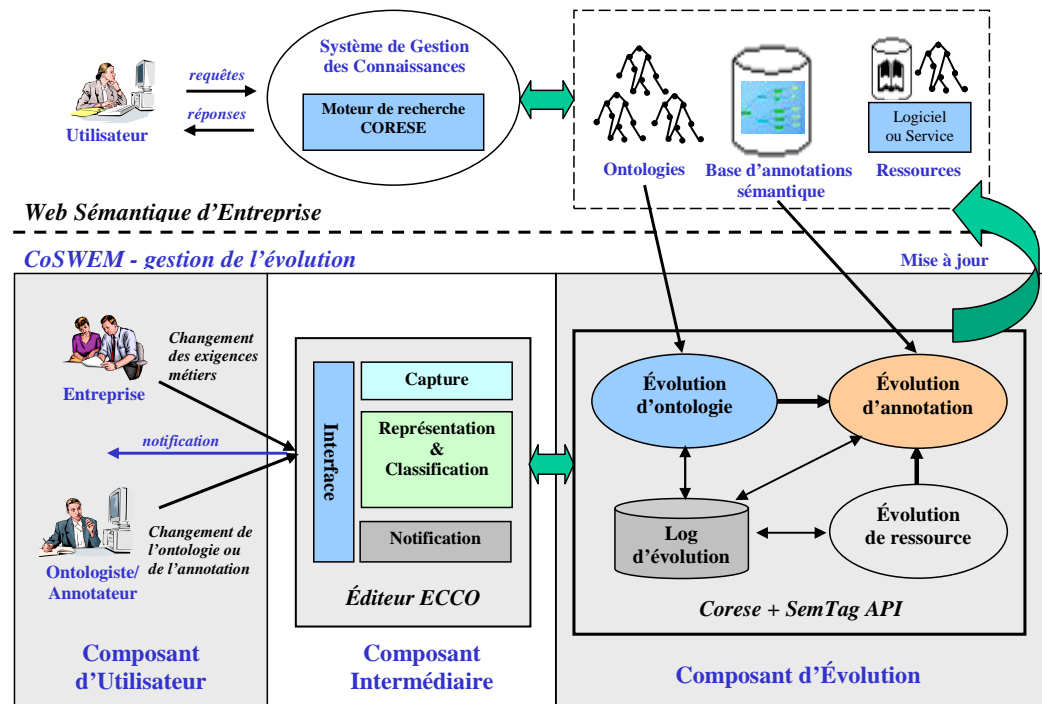 Système de Gestion
des Connaissances
Moteur de recherche
CORESE
requêtes
réponses
Utilisateur
Logiciel
ou Service
Ontologies
Base d'annotations
sémantique
Ressources
Web Sémantique d'Entreprise
CoSWEM - gestion de l'évolution
Mise à jour
Entreprise
Changement
des exigences
métiers
notification
Ontologiste/
Annotateur
Changement de
l'ontologie ou
de l'annotation
Composant
d'Utilisateur
Interface
Capture
Représentation
&
Classification
Notification
Éditeur ECCO
Composant
Intermédiaire
Évolution
d'ontologie
Évolution
d'annotation
Log
d'évolution
Évolution
de ressource
Corese + SemTag API
Composant d'Évolution